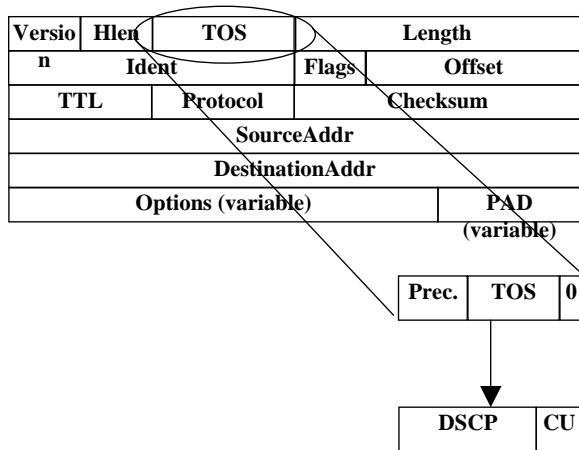 Versio Hlen TOS Length
n Ident Flags Offset
TTL Protocol Checksum
SourceAddr
DestinationAddr
Options (variable) PAD
(variable)
Prec. TOS 0
DSCP CU